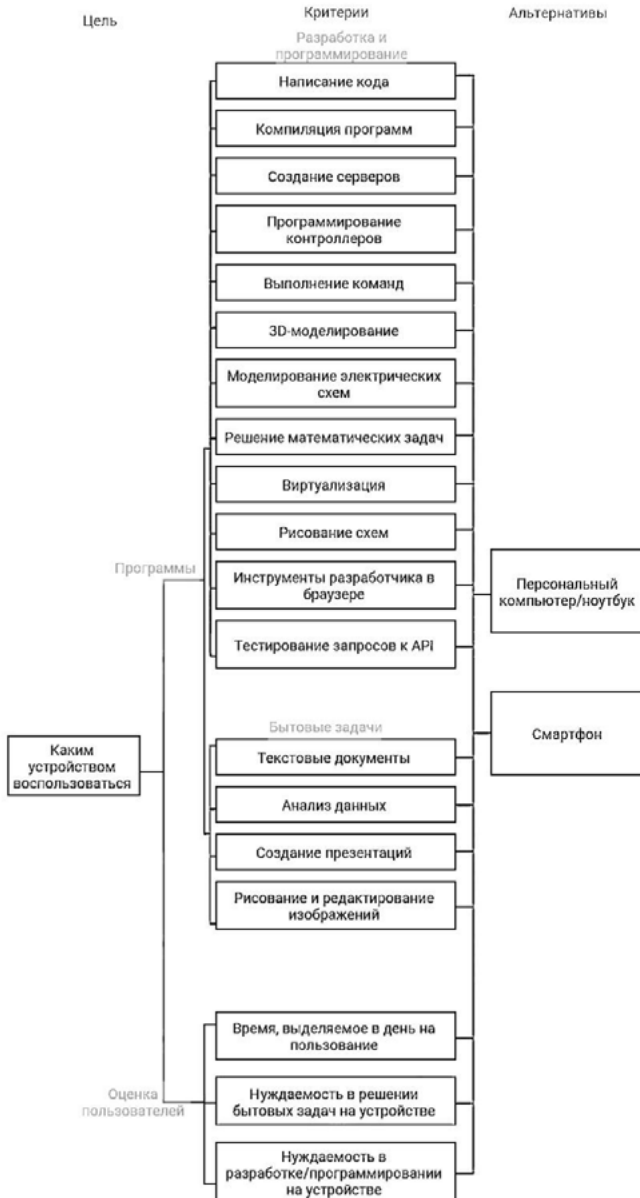 Цель
Критерии
Альтернативы
Разработка и
программирование
Написание кода
Компиляция программ
Создание серверов
Программирование
контроллеров
Выполнение команд
3D-моделирование
Моделирование электрических
схем
Решение математических задач
Виртуализация
Рисование схем
Программы
Инструменты разработчика в
браузере
Персональный
компьютер/ноутбук
Тестирование запросов к API
Бытовые задачи
Каким
устройством
воспользоваться
Текстовые документы
Смартфон
Анализ данных
Создание презентаций
Рисование и редактирование
изображений
Время, выделяемое в день на
пользование
Оценка
пользователей
Нуждаемость в решении
бытовых задач на устройстве
Нуждаемость в
разработке/программировании
на устройстве